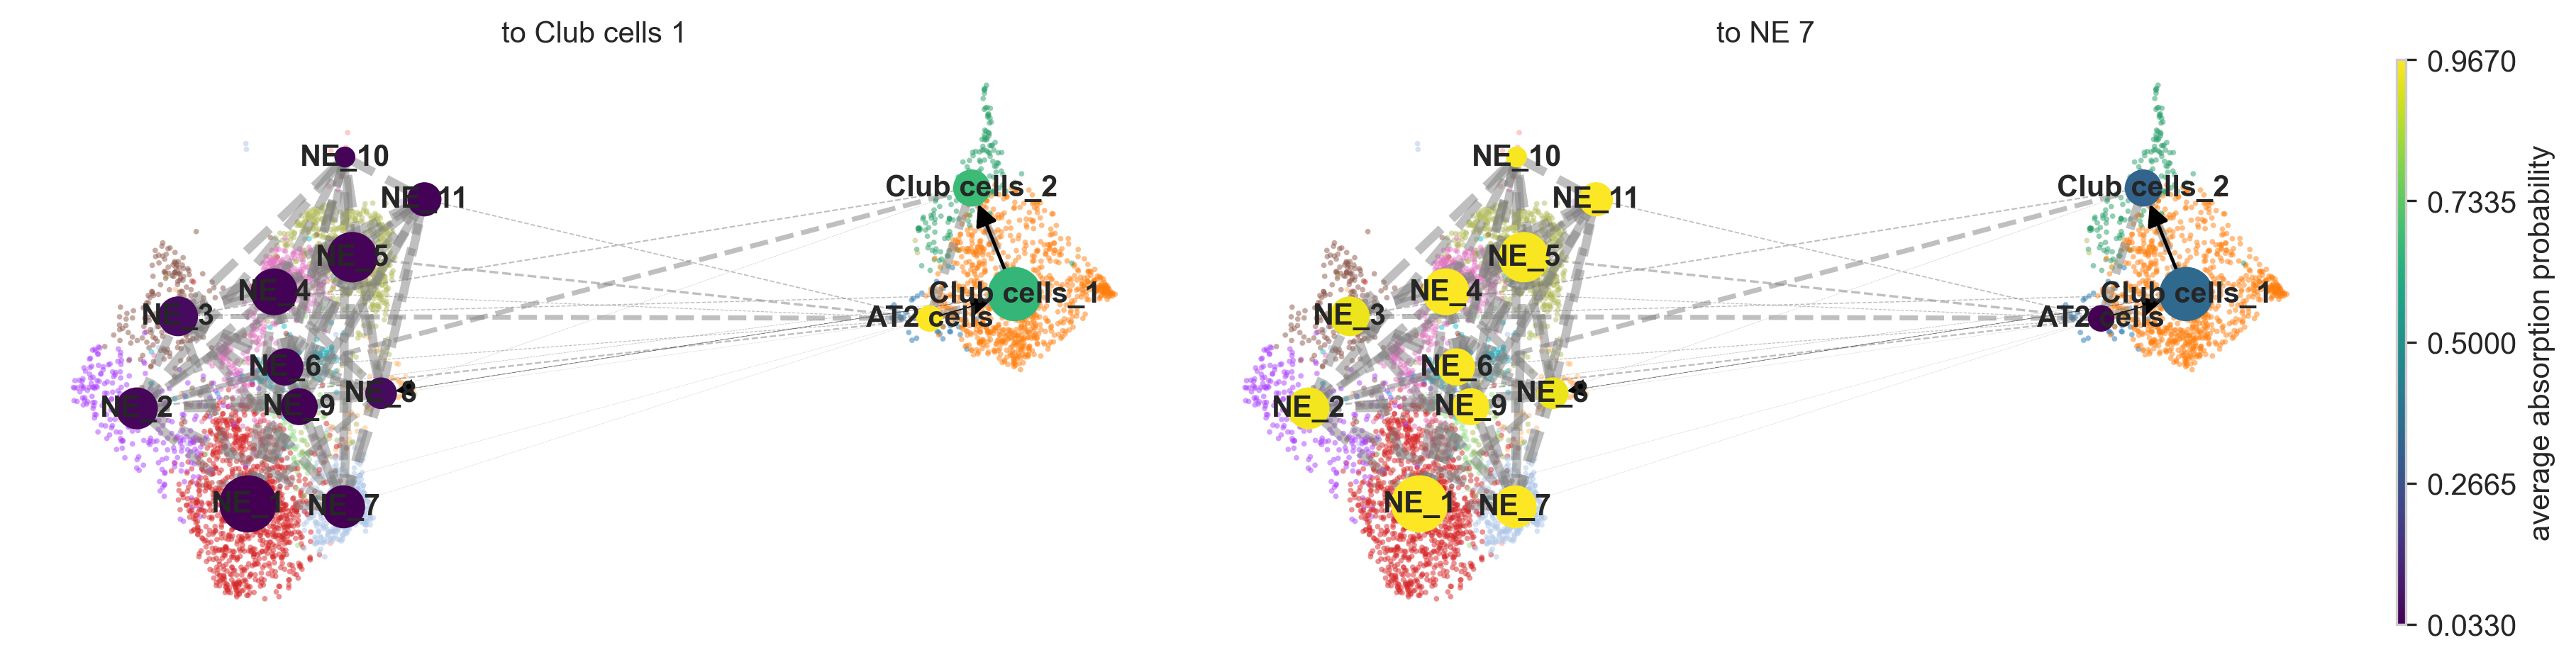 to Club cells 1
NE_10
NE_11
Club cells_2
NE_5
NE_4
Club cells_1
NE_3
AT2 cells
NE_6
NE_8
NE_2
NE_9
NE_1
NE_7
to NE 7
NE_10
NE_11
Club cells_2
NE_5
NE_4
Club cells_1
NE_3
AT2 cells
NE_6
NE_8
NE_2
NE_9
NE_1
NE_7
0.9670
0.7335
0.5000
0.2665
0.0330
average absorption probability